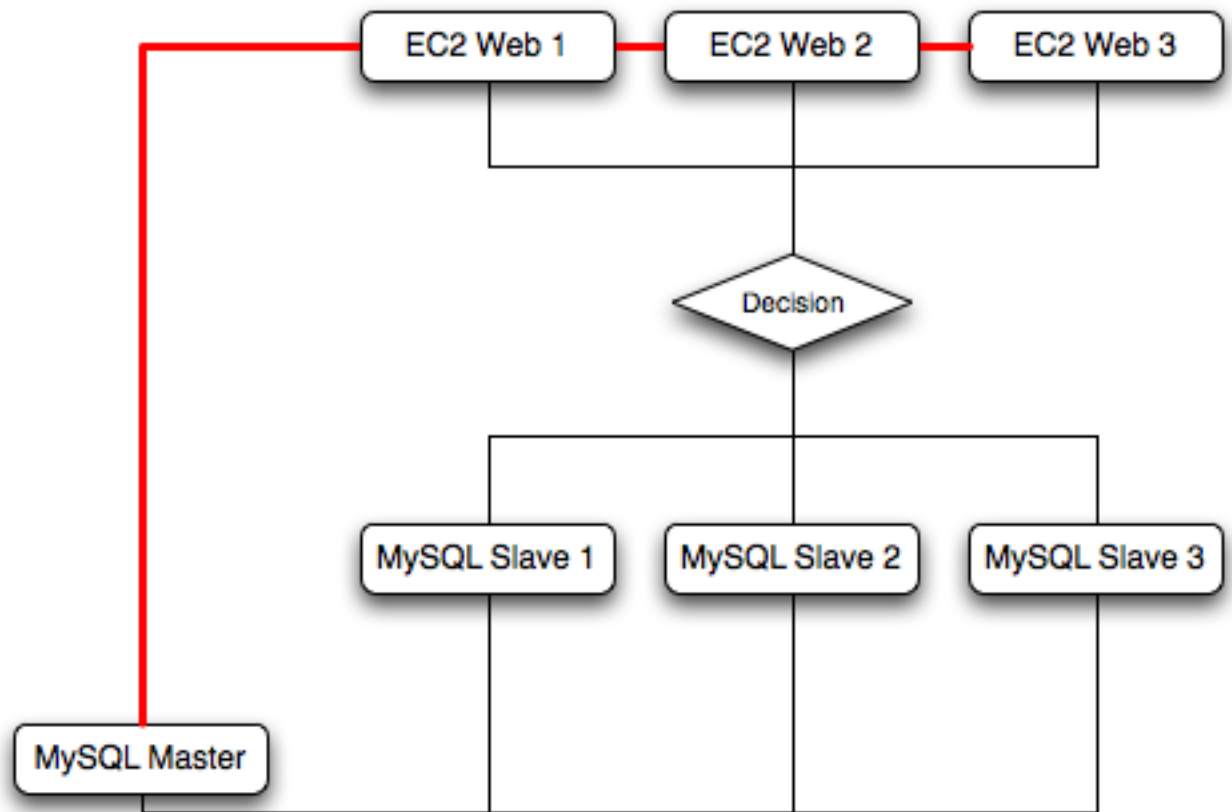 EC2 Web 1
EC2 Web 2
EC2 Web 3
Decision
MySQL Slave 1
MySQL Slave 2
MySQL Slave 3
MySQL Master